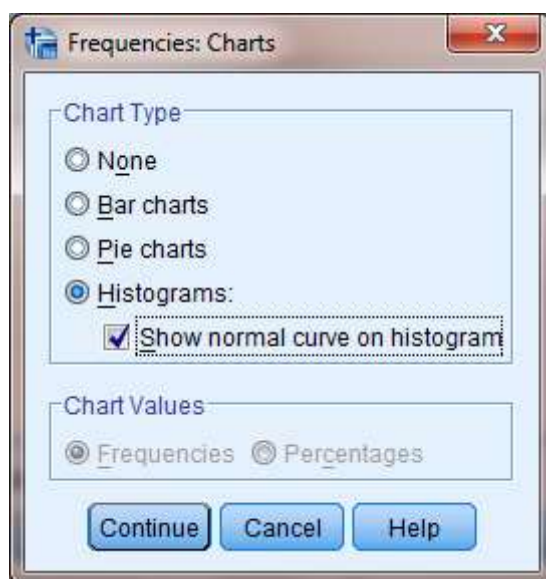 Frequencies: Charts
Chart Type
None
Bar charts
Pie charts
Histograms:
Show normal curve on histogram
Chart Values
Frequencies Percentages
Continue Cancel Help